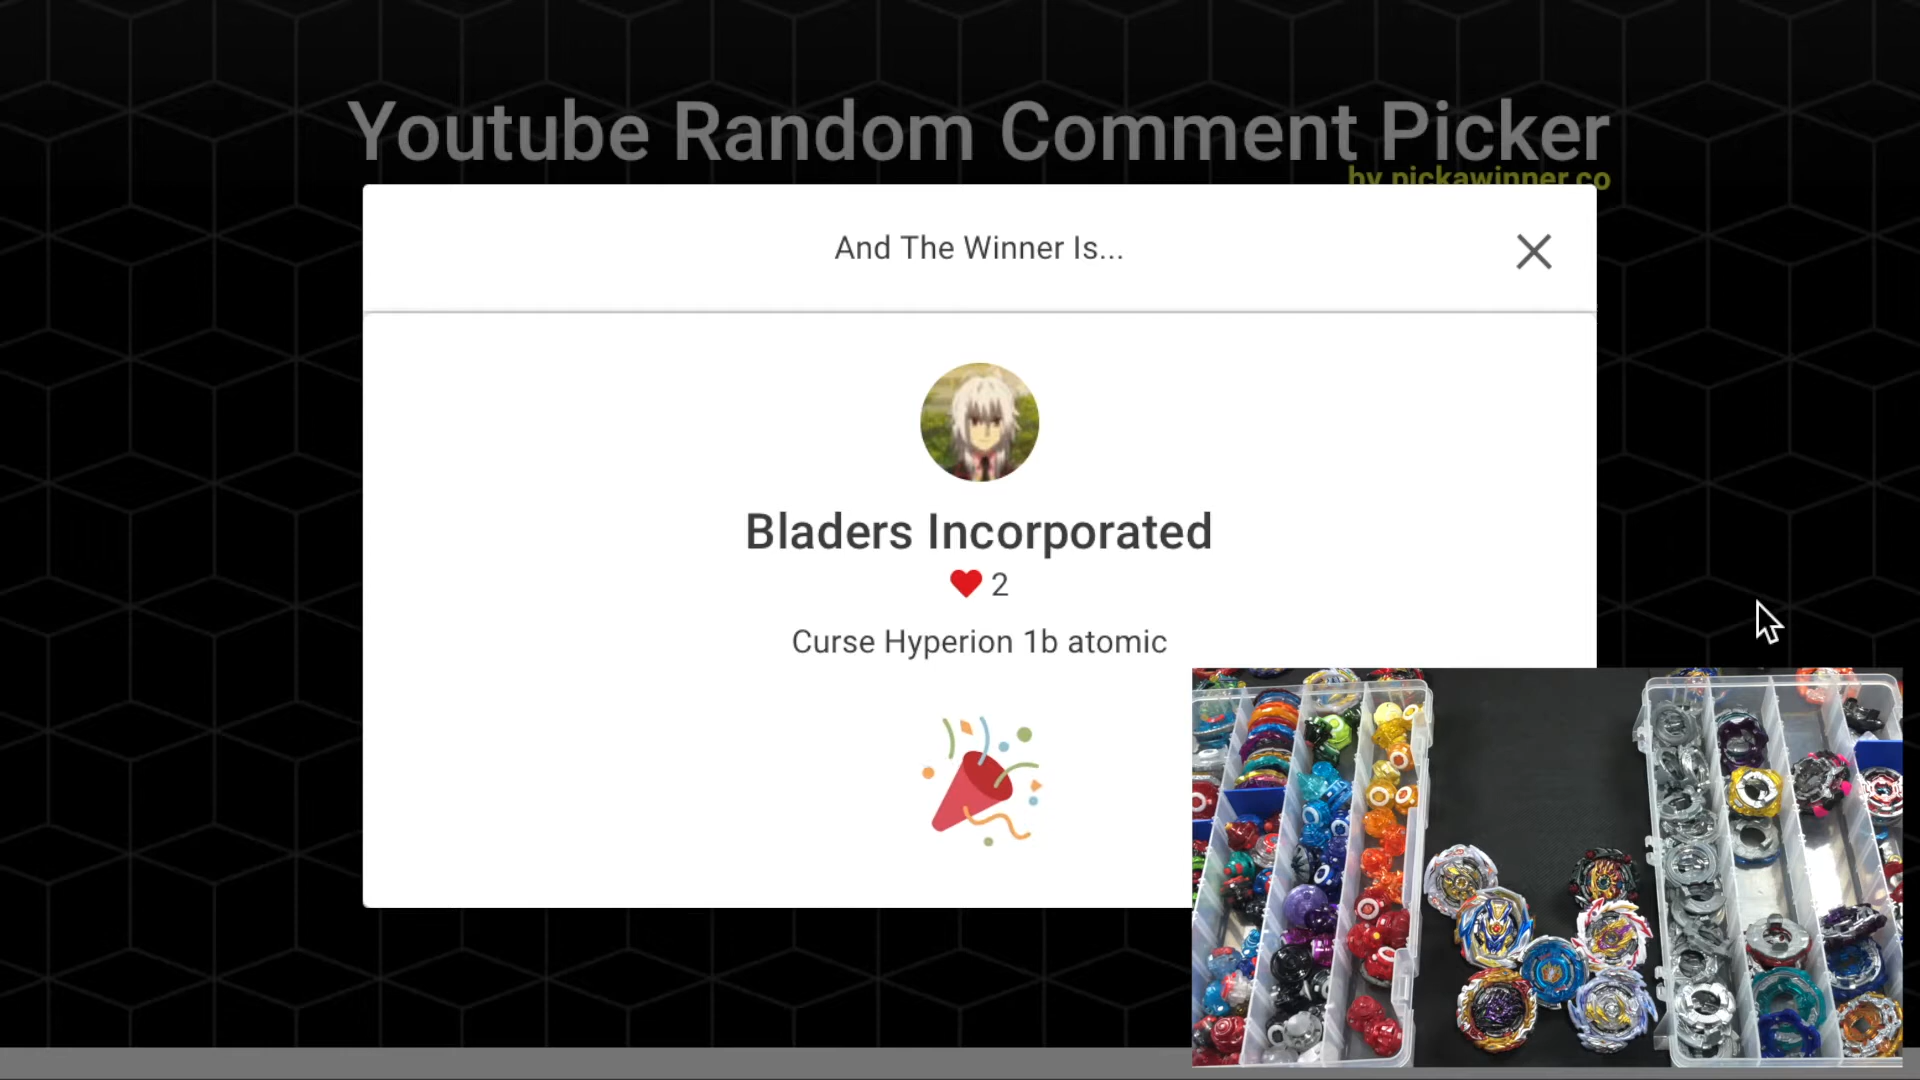 Youtube Random Comment Picker
by pickawinner.co
And The Winner Is...
Bladers Incorporated
2
Curse Hyperion 1b atomic